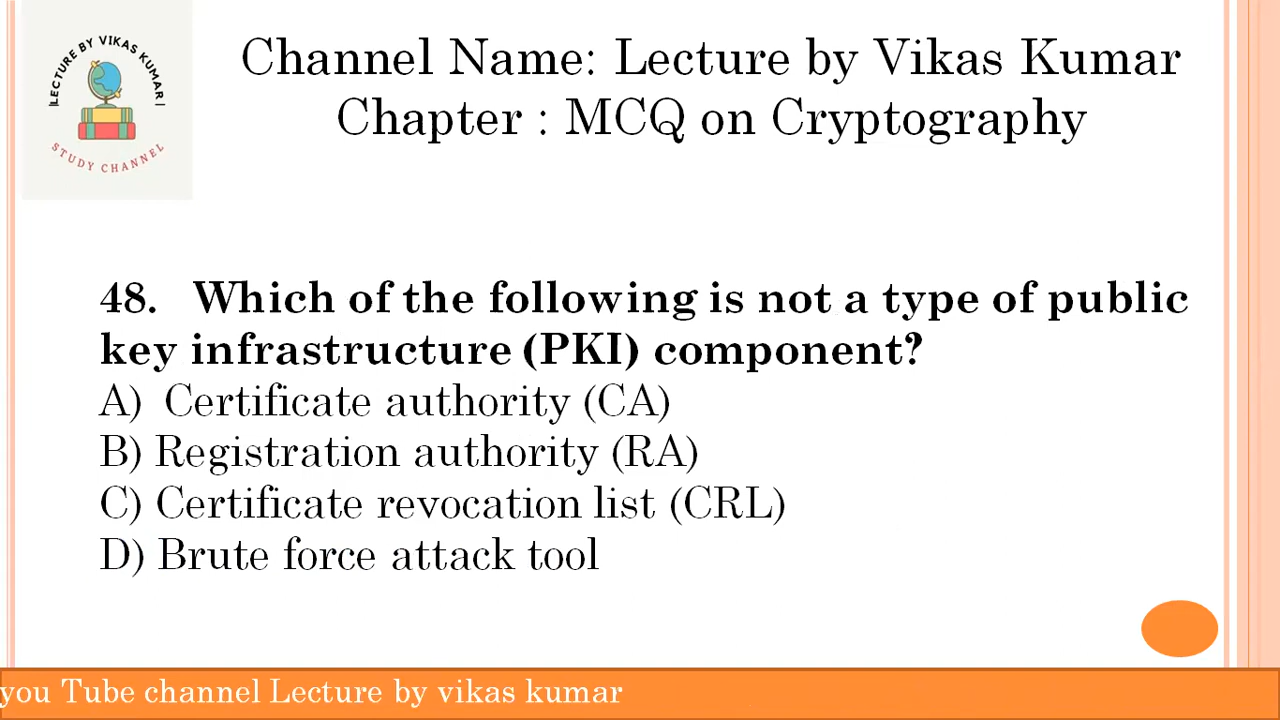 LECTURE BY VIKAS KUMAR
STUDY CHANNEL
Channel Name: Lecture by Vikas Kumar
Chapter : MCQ on Cryptography
48. Which of the following is not a type of public
key infrastructure (PKI) component?
A) Certificate authority (CA)
B) Registration authority (RA)
C) Certificate revocation list (CRL)
D) Brute force attack tool
you Tube channel Lecture by vikas kumar